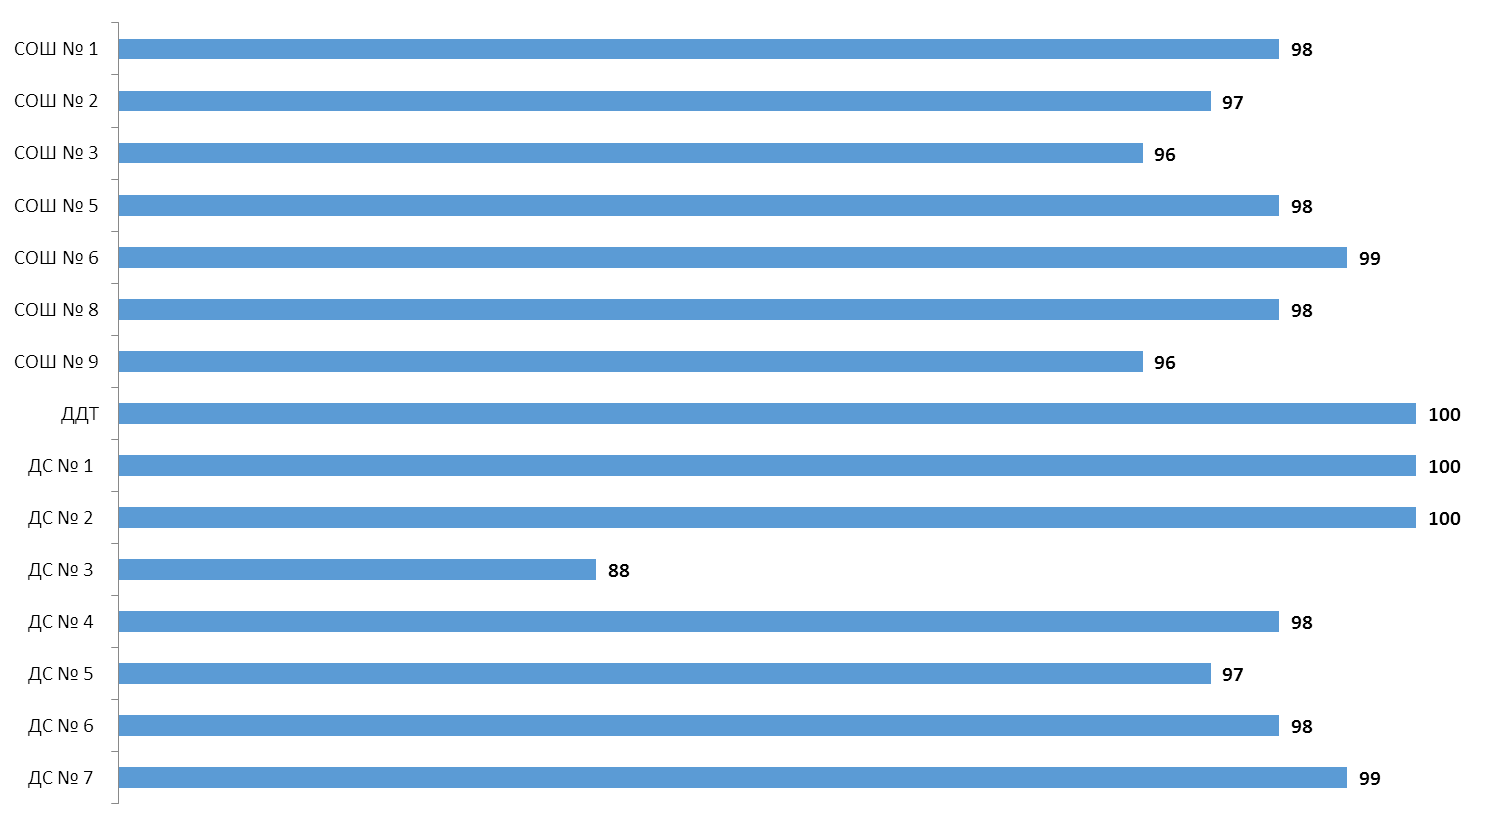 СОШ № 1 98
СОШ № 2 97
СОШ № 3 96
СОШ № 5 98
СОШ № 6 99
СОШ № 8 98
СОШ № 9 96
ДДТ 100
ДС № 1 100
ДС № 2 100
ДС № 3 88
ДС № 4 98
ДС № 5 97
ДС № 6 98
ДС № 7 99